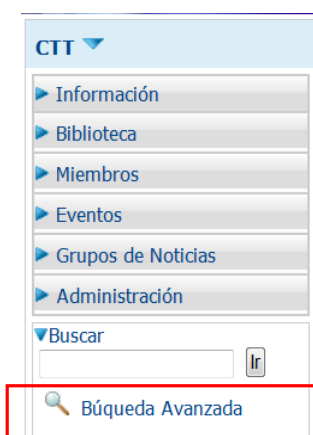 CTT
Información
Biblioteca
Miembros
Eventos
Grupos de Noticias
Administración
Buscar
Ir
Búqueda Avanzada